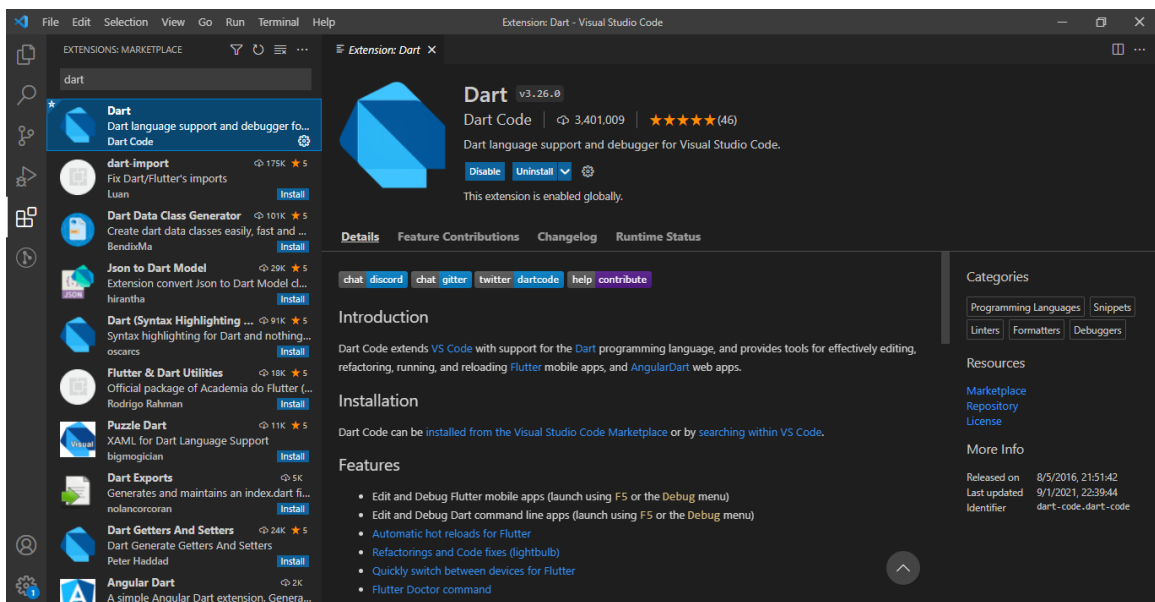 File Edit Selection View Go Run Terminal Help
Extension: Dart - Visual Studio Code
EXTENSIONS: MARKETPLACE
dart
Dart
Dart language support and debugger fo...
Dart Code
dart-import 175K ★ 5
Fix Dart/Flutter's imports
Luan Install
Dart Data Class Generator 101K ★ 5
Create dart data classes easily, fast and ...
BendixMa Install
Json to Dart Model 29K ★ 5
Extension convert Json to Dart Model cl...
hirantha Install
JSON
Dart (Syntax Highlighting ... 91K ★ 5
Syntax highlighting for Dart and nothing...
oscarcs Install
Flutter & Dart Utilities 18K ★ 5
Official package of Academia do Flutter (...
Rodrigo Rahman Install
Puzzle Dart 11K ★ 5
XAML for Dart Language Support
bigmogician Install
Visual
Dart Exports 5K
Generates and maintains an index.dart fi...
nolancorcoran Install
Dart Getters And Setters 24K ★ 5
Dart Generate Getters And Setters
Peter Haddad Install
Angular Dart 2K
A simple Angular Dart extension. Genera...
1
Extension: Dart
Dart v3.26.0
Dart Code 3,401,009 ★★★★★(46)
Dart language support and debugger for Visual Studio Code.
Disable Uninstall
This extension is enabled globally.
Details Feature Contributions Changelog Runtime Status
chat discord chat gitter twitter dartcode help contribute
Introduction
Dart Code extends VS Code with support for the Dart programming language, and provides tools for effectively editing,
refactoring, running, and reloading Flutter mobile apps, and AngularDart web apps.
Installation
Dart Code can be installed from the Visual Studio Code Marketplace or by searching within VS Code.
Features
• Edit and Debug Flutter mobile apps (launch using F5 or the Debug menu)
• Edit and Debug Dart command line apps (launch using F5 or the Debug menu)
• Automatic hot reloads for Flutter
• Refactorings and Code fixes (lightbulb)
• Quickly switch between devices for Flutter
• Flutter Doctor command
Categories
Programming Languages Snippets
Linters Formatters Debuggers
Resources
Marketplace
Repository
License
More Info
Released on 8/5/2016, 21:51:42
Last updated 9/1/2021, 22:39:44
Identifier dart-code.dart-code